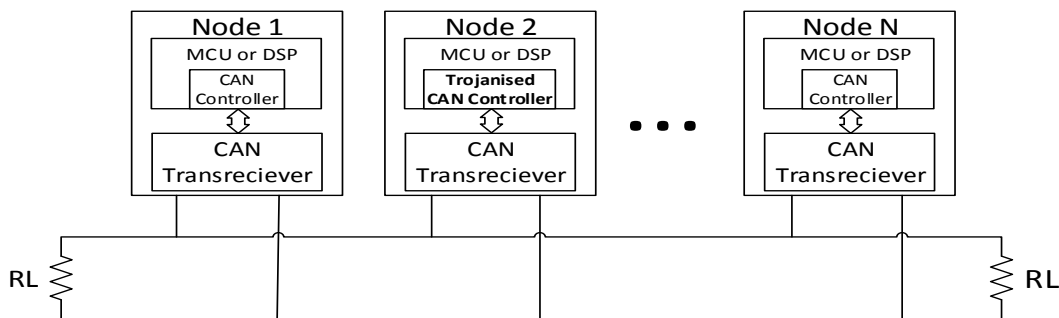 Node 1
MCU or DSP
CAN
Controller
CAN
Transreciever
Node 2
MCU or DSP
Trojanised
CAN Controller
CAN
Transreciever
• • •
Node N
MCU or DSP
CAN
Controller
CAN
Transreciever
RL
RL